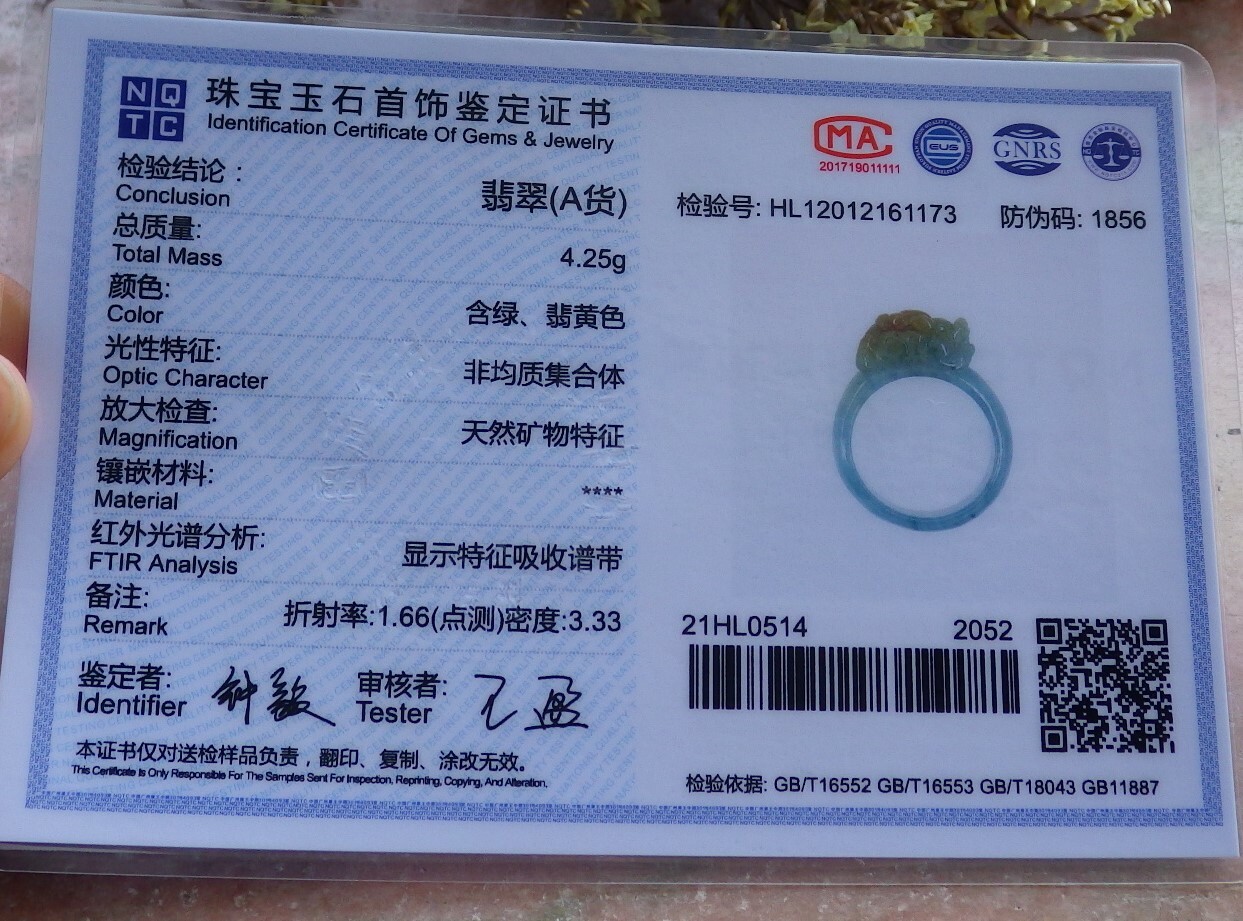 NQTC
珠宝玉石首饰鉴定证书
Identification Certificate Of Gems & Jewelry
检验结论：
Conclusion
翡翠(A货)
总质量:
Total Mass
4.25g
颜色:
Color
含绿、翡黄色
光性特征:
Optic Character
非均质集合体
放大检查:
Magnification
天然矿物特征
镶嵌材料:
Material
****
红外光谱分析:
FTIR Analysis
显示特征吸收谱带
备注:
Remark
折射率:1.66(点测)密度:3.33
鉴定者:
Identifier
审核者:
Tester
本证书仅对送检样品负责，翻印、复制、涂改无效。
This Certificate Is Only Responsible For The Samples Sent For Inspection, Reprinting, Copying, And Alteration.
MA
201719011111
GNRS
检验号: HL12012161173
防伪码: 1856
21HL0514
2052
检验依据: GB/T16552 GB/T16553 GB/T18043 GB11887